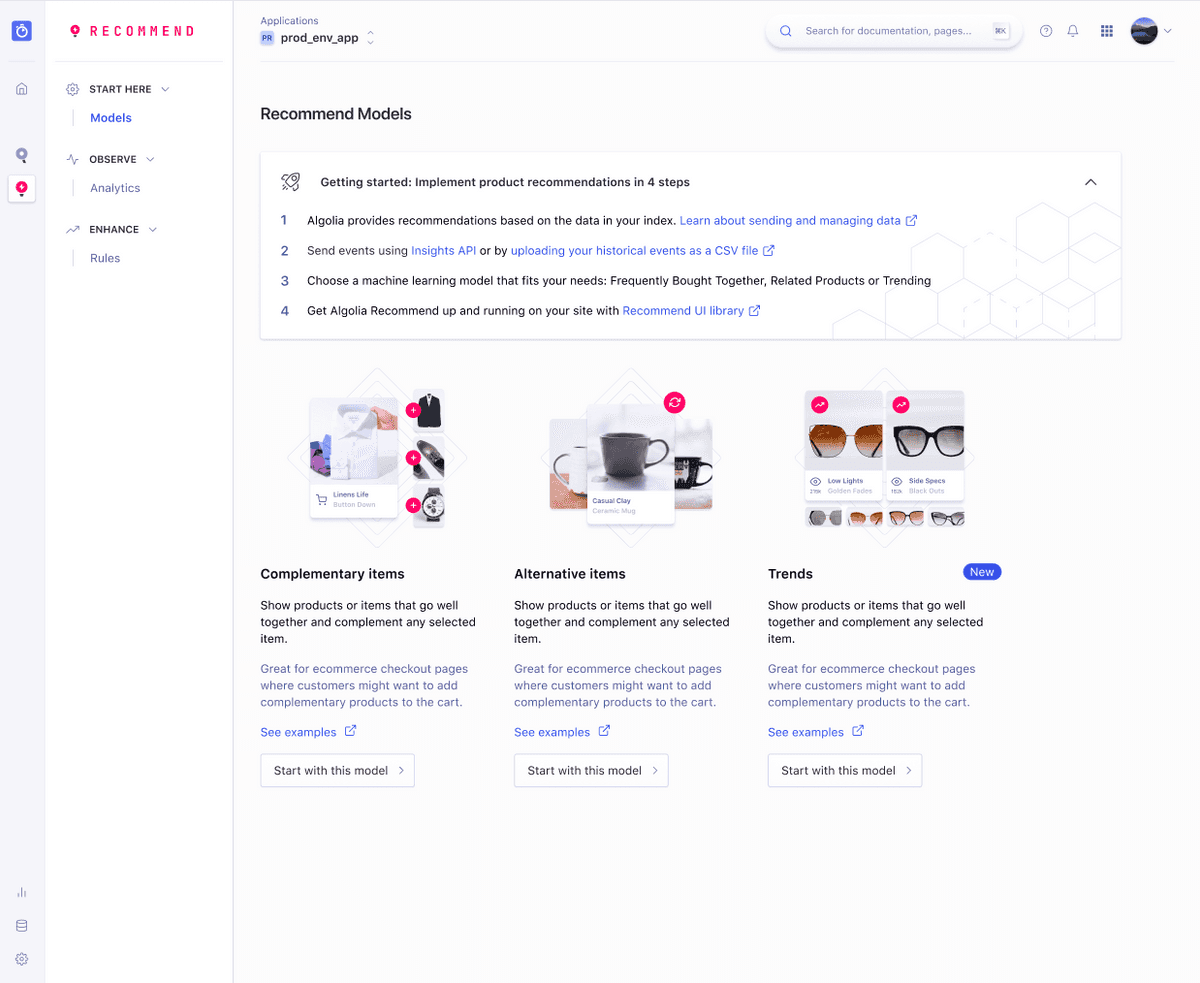 RECOMMEND
START HERE
Models
OBSERVE
Analytics
ENHANCE
Rules
Applications
PR prod_env_app
Search for documentation, pages... ⌘K
Recommend Models
Getting started: Implement product recommendations in 4 steps
1 Algolia provides recommendations based on the data in your index. Learn about sending and managing data
2 Send events using Insights API or by uploading your historical events as a CSV file
3 Choose a machine learning model that fits your needs: Frequently Bought Together, Related Products or Trending
4 Get Algolia Recommend up and running on your site with Recommend UI library
Linens Life
Button Down
Complementary items
Show products or items that go well
together and complement any selected
item.
Great for ecommerce checkout pages
where customers might want to add
complementary products to the cart.
See examples
Start with this model
Casual Clay
Ceramic Mug
Alternative items
Show products or items that go well
together and complement any selected
item.
Great for ecommerce checkout pages
where customers might want to add
complementary products to the cart.
See examples
Start with this model
Low Lights
Golden Fades
Side Specs
Black Outs
Trends
New
Show products or items that go well
together and complement any selected
item.
Great for ecommerce checkout pages
where customers might want to add
complementary products to the cart.
See examples
Start with this model